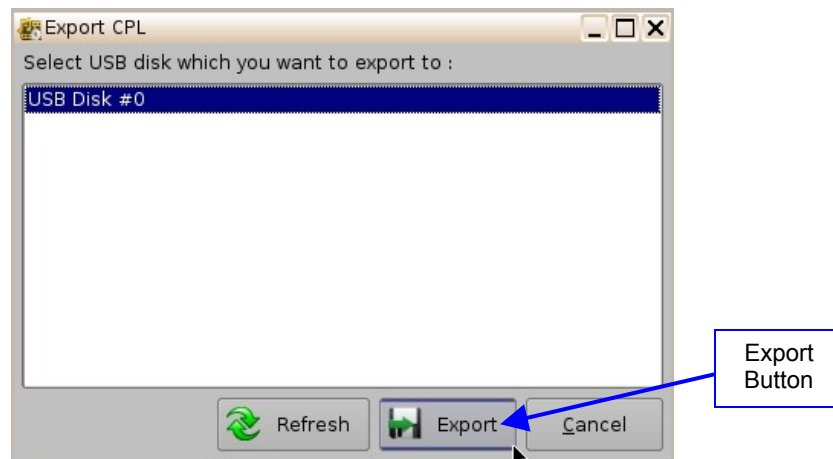 Export CPL
Select USB disk which you want to export to :
USB Disk #0
Refresh
Export
Cancel
Export
Button